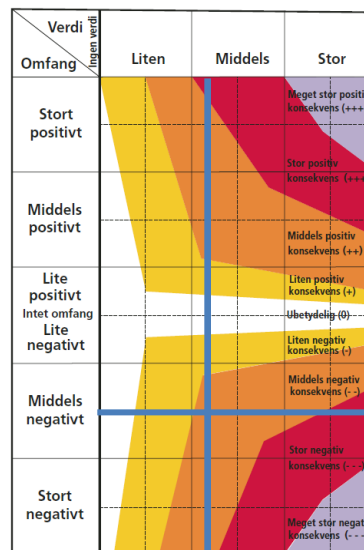 Verdi
Ingen verdi
Omfang
Liten
Middels
Stor
Stort
positivt
Middels
positivt
Lite
positivt
Intet omfang
Lite
negativt
Middels
negativt
Stort
negativt
Meget stor positi
konsekvens (+++
Stor positiv
konsekvens (+++
Middels positiv
konsekvens (++)
Liten positiv
konsekvens (+)
Ubetydelig (0)
Liten negativ
konsekvens (-)
Middels negativ
konsekvens (- -)
Stor negativ
konsekvens (- - -)
Meget stor negat
konsekvens (- - -